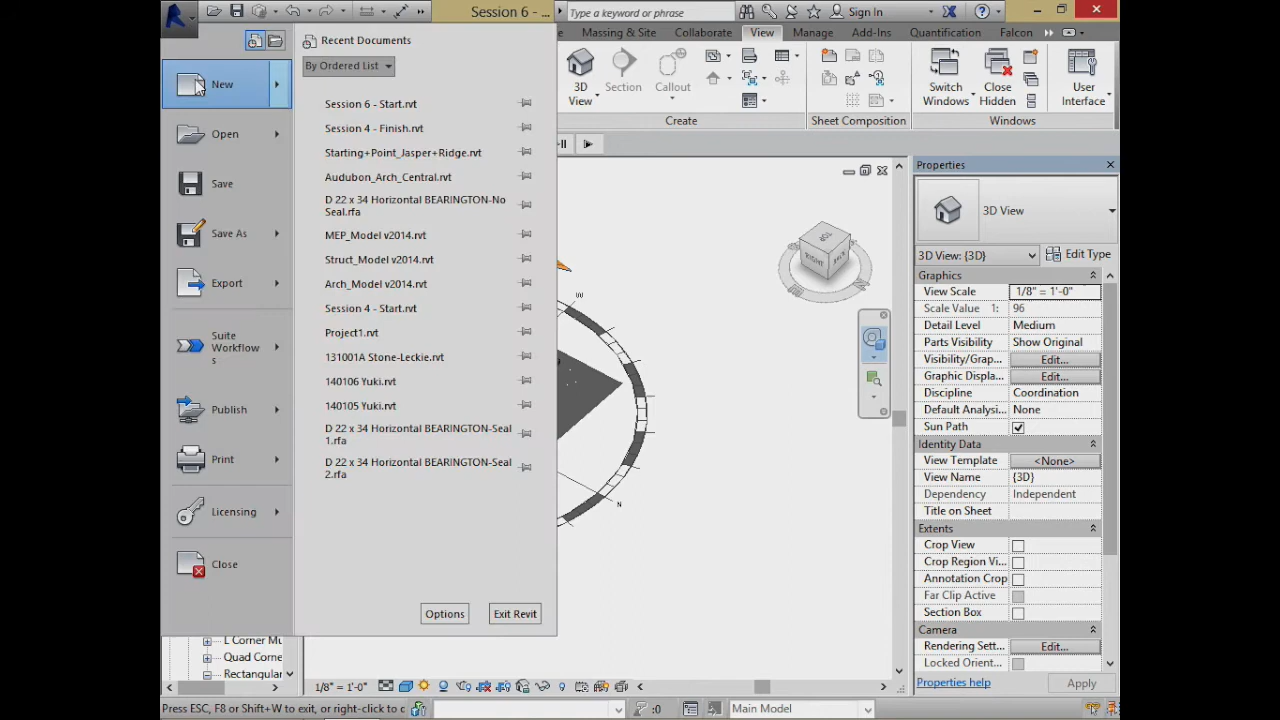 Session 6 - ...
Type a keyword or phrase
Sign In
Massing & Site
Collaborate
View
Manage
Add-Ins
Quantification
Falcon
3D
View
Section
Callout
Switch
Windows
Close
Hidden
User
Interface
Create
Sheet Composition
Windows
Recent Documents
By Ordered List
New
Open
Save
Save As
Export
Suite
Workflow
s
Publish
Print
Licensing
Close
Session 6 - Start.rvt
Session 4 - Finish.rvt
Starting+Point_Jasper+Ridge.rvt
Audubon_Arch_Central.rvt
D 22 x 34 Horizontal BEARINGTON-No
Seal.rfa
MEP_Model v2014.rvt
Struct_Model v2014.rvt
Arch_Model v2014.rvt
Session 4 - Start.rvt
Project1.rvt
131001A Stone-Leckie.rvt
140106 Yuki.rvt
140105 Yuki.rvt
D 22 x 34 Horizontal BEARINGTON-Seal
1.rfa
D 22 x 34 Horizontal BEARINGTON-Seal
2.rfa
Options
Exit Revit
RIGHT
W
N
Properties
3D View
3D View: {3D}
Edit Type
Graphics
View Scale 1/8" = 1'-0"
Scale Value 1: 96
Detail Level Medium
Parts Visibility Show Original
Visibility/Grap... Edit...
Graphic Displa... Edit...
Discipline Coordination
Default Analysi... None
Sun Path
Identity Data
View Template <None>
View Name {3D}
Dependency Independent
Title on Sheet
Extents
Crop View
Crop Region Vi...
Annotation Crop
Far Clip Active
Section Box
Camera
Rendering Sett... Edit...
Locked Orient...
Properties help
Apply
L Corner Mu
Quad Corne
Rectangular
1/8" = 1'-0"
Press ESC, F8 or Shift+W to exit, or right-click to c
:0
Main Model